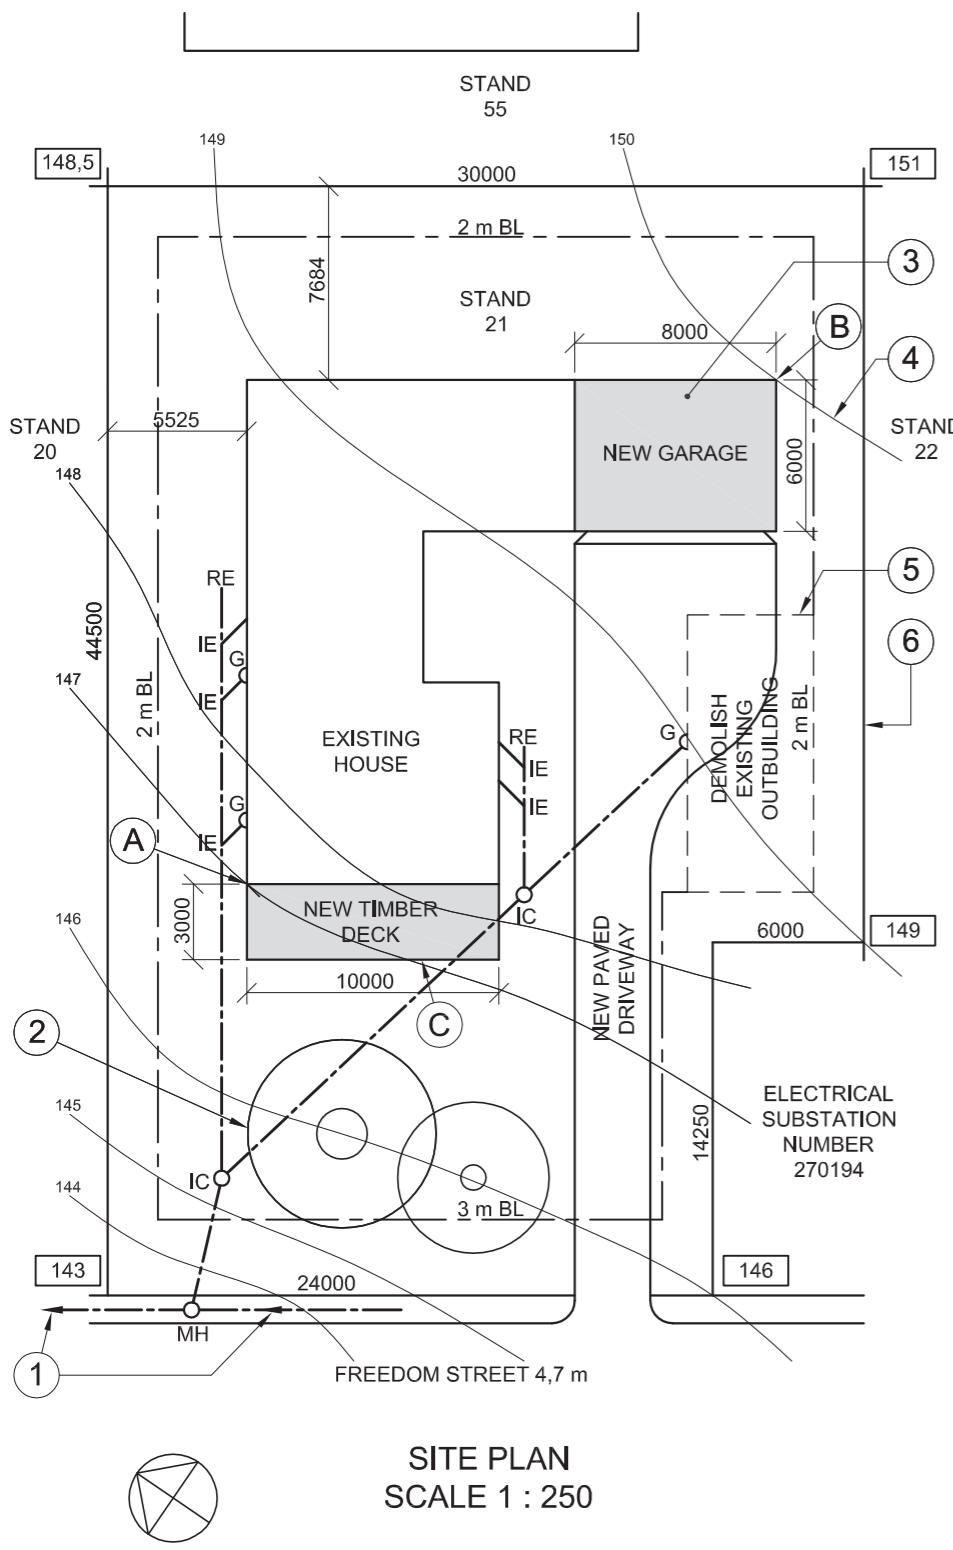 STAND
55
149
150
148,5
151
30000
2 m BL
3
7684
STAND
21
B
8000
4
5525
STAND
20
STAND
22
NEW GARAGE
6000
148
RE
5
IE
G
44500
6
147
IE
2 m BL
EXISTING
HOUSE
RE
IE
G
DEMOLISH
EXISTING
OUTBUILDING
2 m BL
G
IE
IE
A
3000
NEW TIMBER
DECK
IC
146
6000
149
10000
NEW PAVED
DRIVEWAY
C
2
145
14250
ELECTRICAL
SUBSTATION
NUMBER
270194
IC
144
3 m BL
143
24000
146
MH
1
FREEDOM STREET 4,7 m
SITE PLAN
SCALE 1 : 250